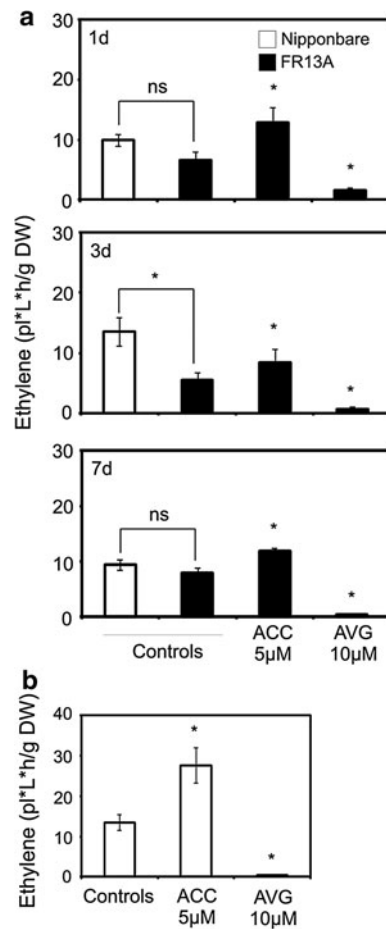 a
Ethylene (pl*L*h/g DW)
30
20
10
0
1d
Nipponbare
FR13A
ns
*
*
30
20
10
0
3d
*
*
*
30
20
10
0
7d
ns
*
*
Controls
ACC
5µM
AVG
10µM
b
Ethylene (pl*L*h/g DW)
40
30
20
10
0
*
*
Controls
ACC
5µM
AVG
10µM